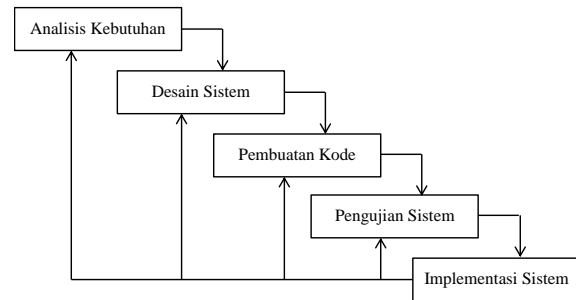 Analisis Kebutuhan
Desain Sistem
Pembuatan Kode
Pengujian Sistem
Implementasi Sistem